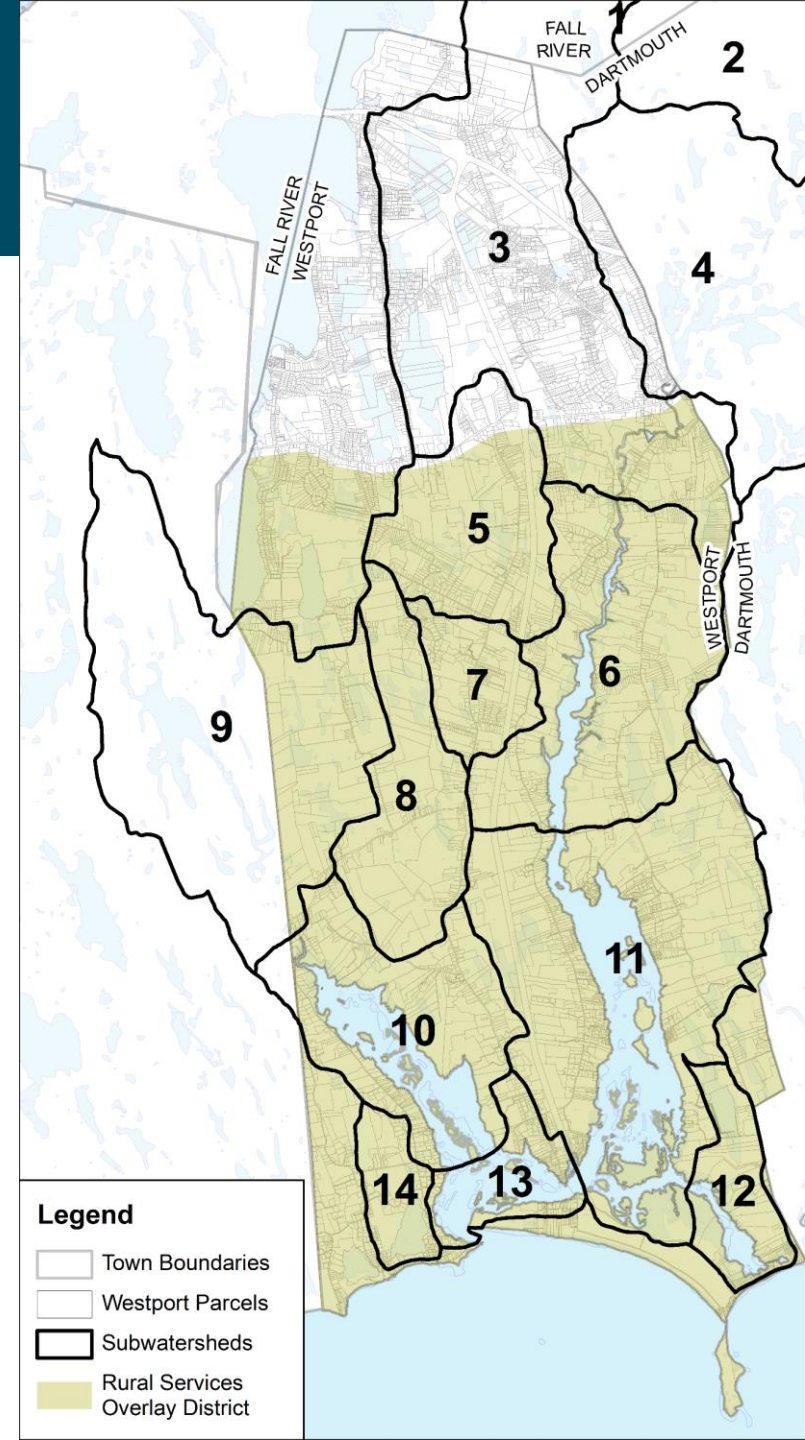 1
FALL
RIVER
DARTMOUTH
2
FALL RIVER
WESTPORT
3
4
5
WESTPORT
DARTMOUTH
6
7
9
8
11
10
13
14
12
Legend
Town Boundaries
Westport Parcels
Subwatersheds
Rural Services
Overlay District